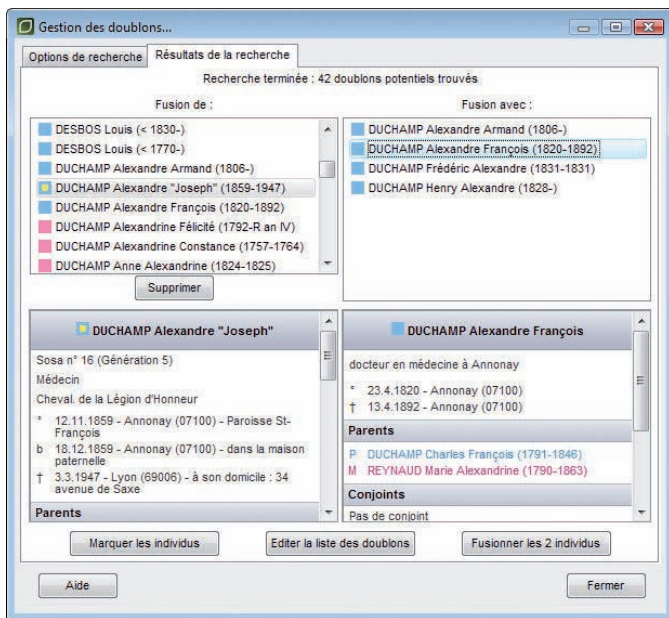 Gestion des doublons...
Options de recherche
Résultats de la recherche
Recherche terminée : 42 doublons potentiels trouvés
Fusion de :
DESBOS Louis (< 1830-)
DESBOS Louis (< 1770-)
DUCHAMP Alexandre Armand (1806-)
DUCHAMP Alexandre "Joseph" (1859-1947)
DUCHAMP Alexandre François (1820-1892)
DUCHAMP Alexandrine Félicité (1792-R an IV)
DUCHAMP Alexandrine Constance (1757-1764)
DUCHAMP Anne Alexandrine (1824-1825)
Supprimer
Fusion avec :
DUCHAMP Alexandre Armand (1806-)
DUCHAMP Alexandre François (1820-1892)
DUCHAMP Frédéric Alexandre (1831-1831)
DUCHAMP Henry Alexandre (1828-)
DUCHAMP Alexandre "Joseph"
Sosa n° 16 (Génération 5)
Médecin
Cheval. de la Légion d'Honneur
° 12.11.1859 - Annonay (07100) - Paroisse St-
François
b 18.12.1859 - Annonay (07100) - dans la maison
paternelle
† 3.3.1947 - Lyon (69006) - à son domicile : 34
avenue de Saxe
Parents
DUCHAMP Alexandre François
docteur en médecine à Annonay
° 23.4.1820 - Annonay (07100)
† 13.4.1892 - Annonay (07100)
Parents
P DUCHAMP Charles François (1791-1846)
M REYNAUD Marie Alexandrine (1790-1863)
Conjoints
Pas de conjoint
Marquer les individus
Editer la liste des doublons
Fusionner les 2 individus
Aide
Fermer